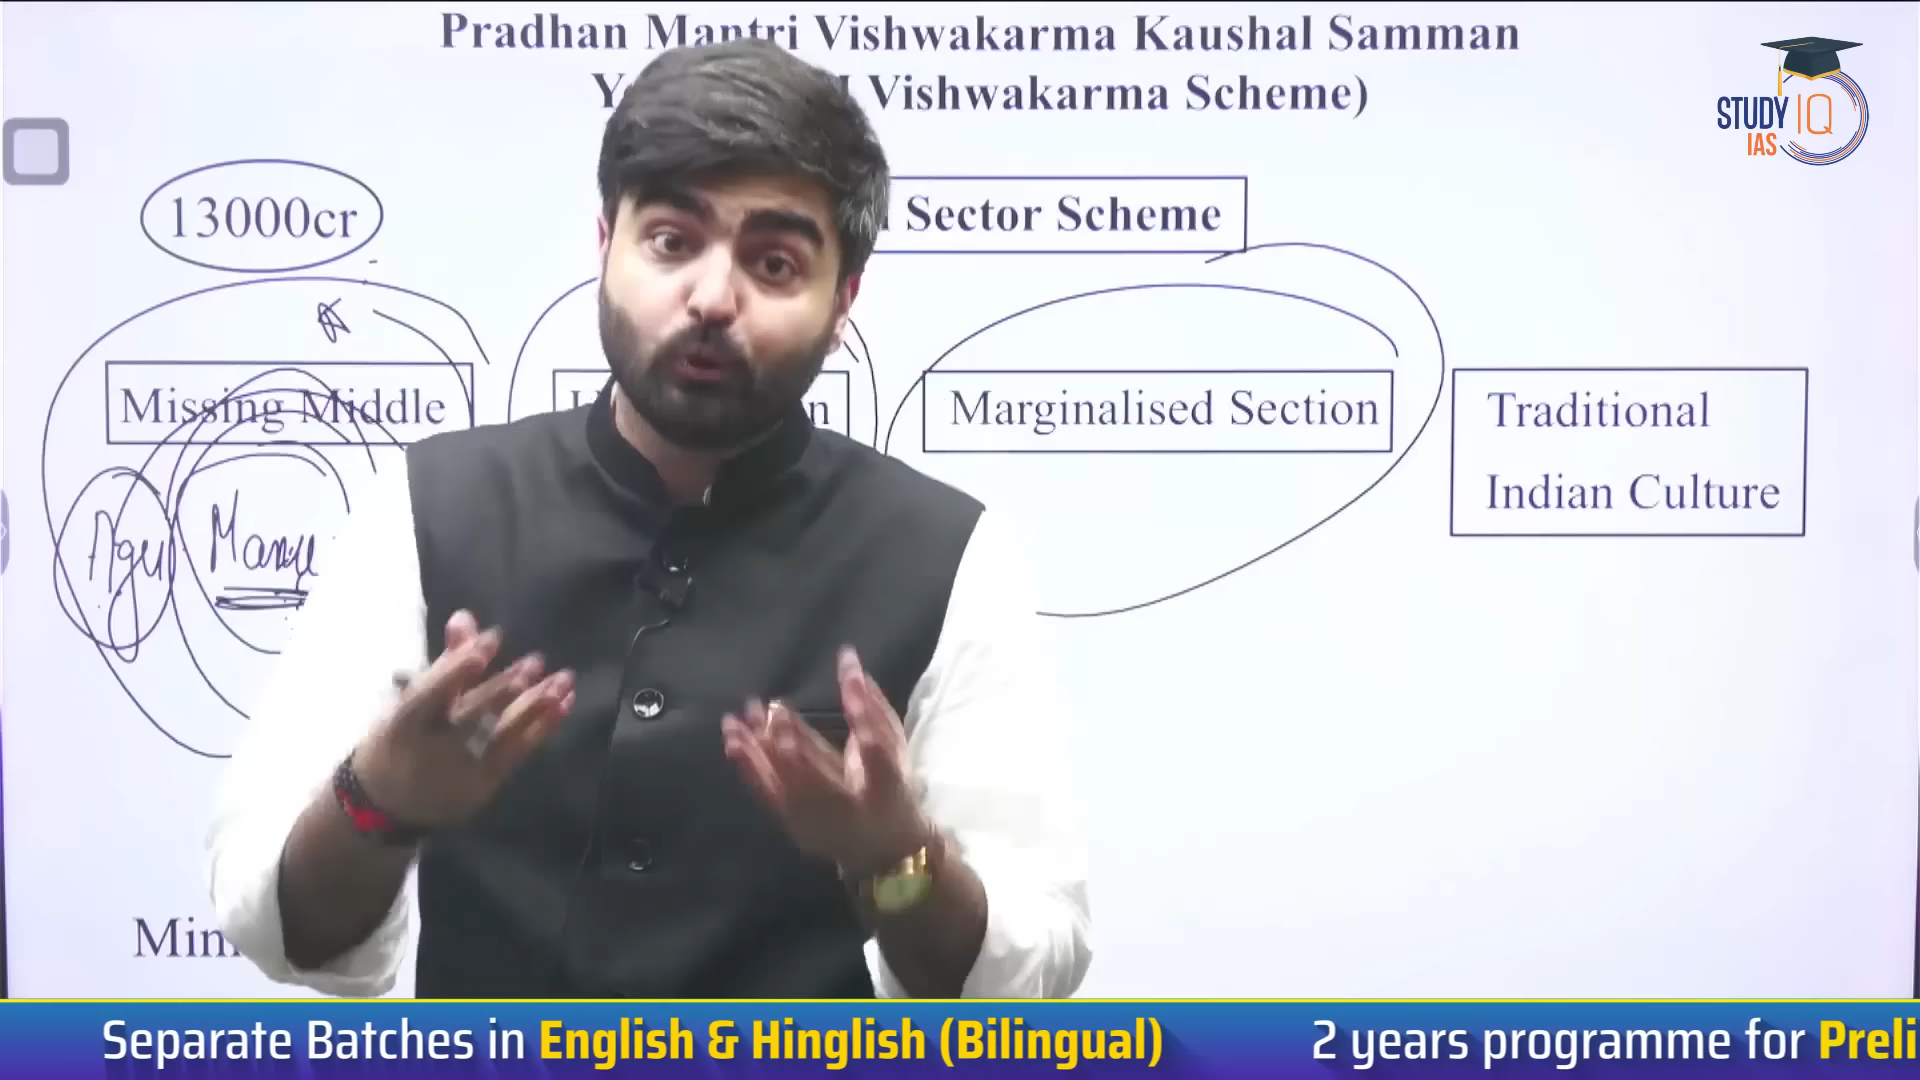 Pradhan Mantri Vishwakarma Kaushal Samman
Vishwakarma Scheme)
STUDY IQ
IAS
13000cr
Sector Scheme
Missing Middle
Marginalised Section
Traditional
Indian Culture
Agri
Separate Batches in English & Hinglish (Bilingual)
2 years programme for Preli